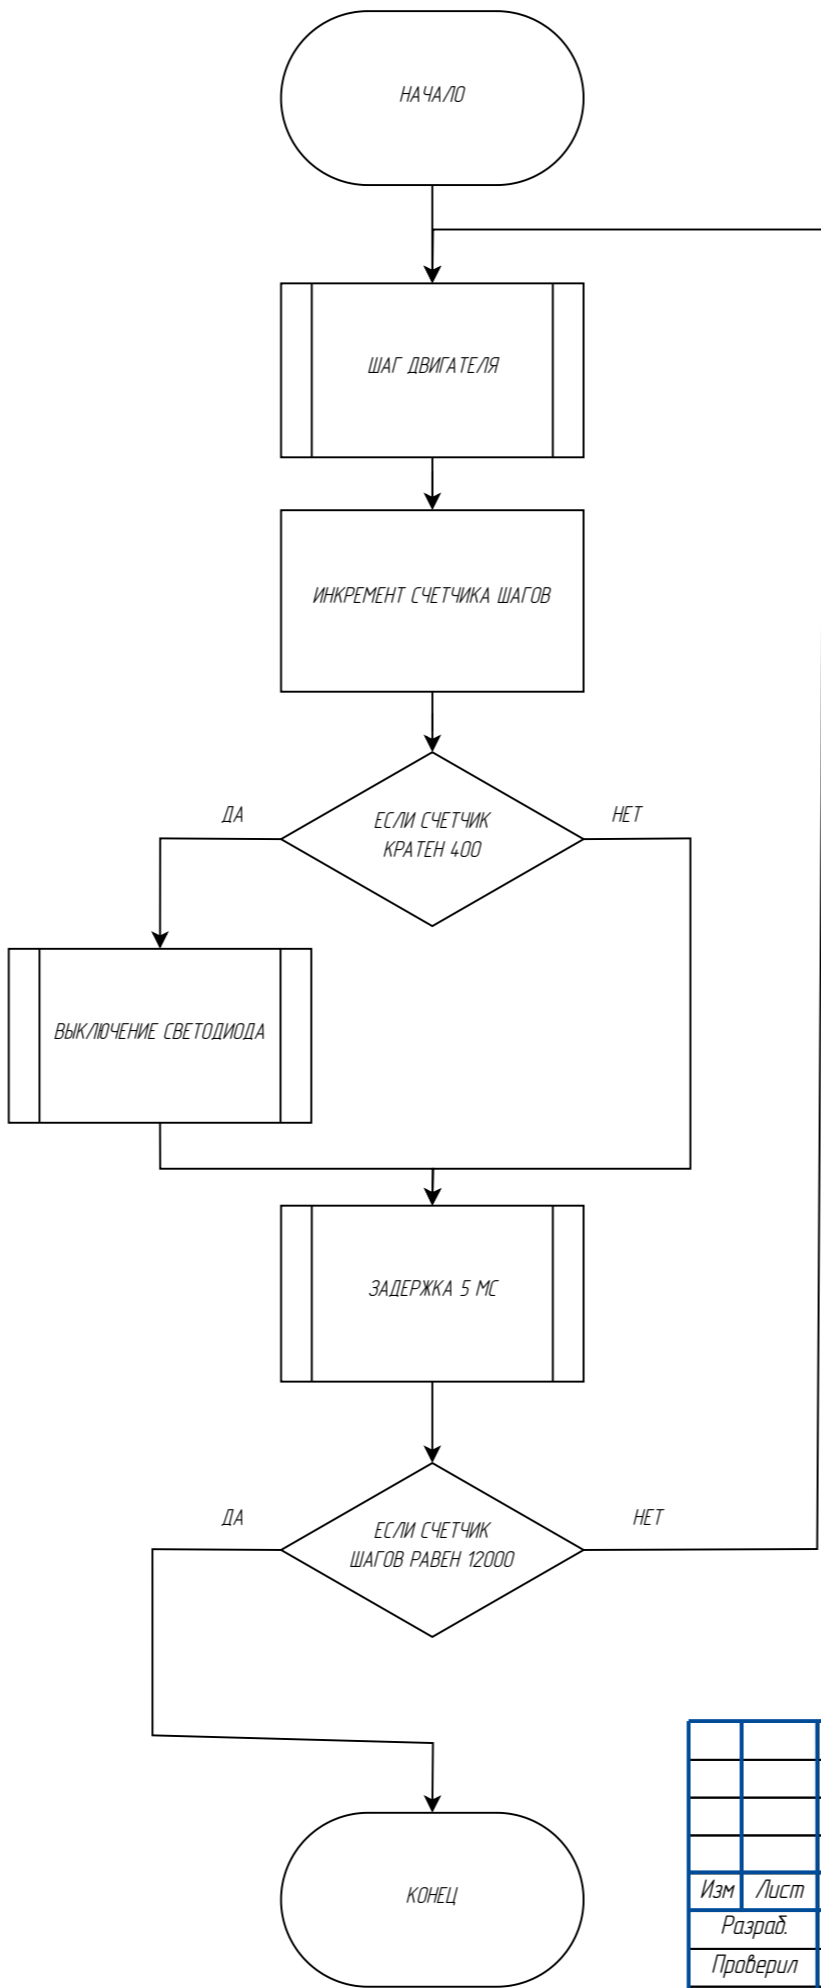 НАЧАЛО
ШАГ ДВИГАТЕЛЯ
ИНКРЕМЕНТ СЧЕТЧИКА ШАГОВ
ДА
ЕСЛИ СЧЕТЧИК
КРАТЕН 400
НЕТ
ВЫКЛЮЧЕНИЕ СВЕТОДИОДА
ЗАДЕРЖКА 5 МС
ДА
ЕСЛИ СЧЕТЧИК
ШАГОВ РАВЕН 12000
НЕТ
КОНЕЦ
Изм Лист
Разраб.
Проверил